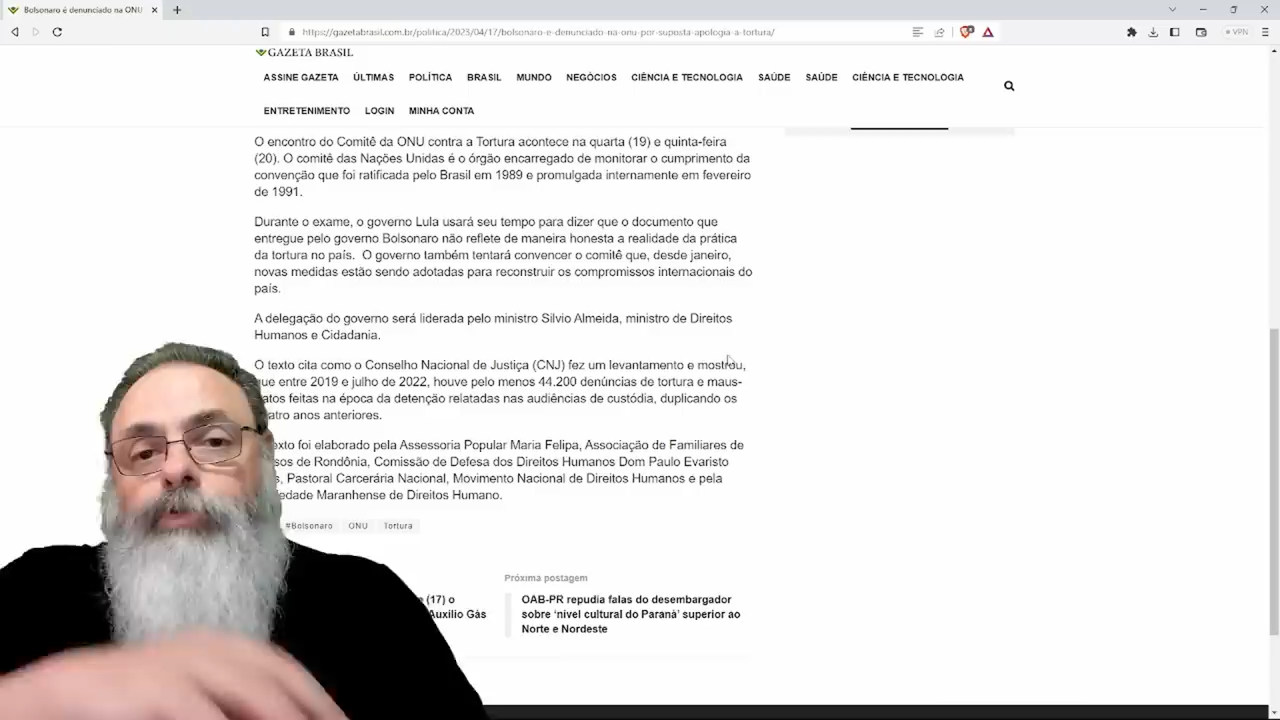 Bolsonaro é denunciado na ONU
https://gazetabrasil.com.br/politica/2023/04/17/bolsonaro-e-denunciado-na-onu-por-suposta-apologia-a-tortura/
VPN
GAZETA BRASIL
ASSINE GAZETA ÚLTIMAS POLÍTICA BRASIL MUNDO NEGÓCIOS CIÊNCIA E TECNOLOGIA SAÚDE SAÚDE CIÊNCIA E TECNOLOGIA
ENTRETENIMENTO LOGIN MINHA CONTA
O encontro do Comitê da ONU contra a Tortura acontece na quarta (19) e quinta-feira
(20). O comitê das Nações Unidas é o órgão encarregado de monitorar o cumprimento da
convenção que foi ratificada pelo Brasil em 1989 e promulgada internamente em fevereiro
de 1991.
Durante o exame, o governo Lula usará seu tempo para dizer que o documento que
entregue pelo governo Bolsonaro não reflete de maneira honesta a realidade da prática
da tortura no país. O governo também tentará convencer o comitê que, desde janeiro,
novas medidas estão sendo adotadas para reconstruir os compromissos internacionais do
país.
A delegação do governo será liderada pelo ministro Silvio Almeida, ministro de Direitos
Humanos e Cidadania.
O texto cita como o Conselho Nacional de Justiça (CNJ) fez um levantamento e mostrou,
que entre 2019 e julho de 2022, houve pelo menos 44.200 denúncias de tortura e maus-
atos feitas na época da detenção relatadas nas audiências de custódia, duplicando os
atro anos anteriores.
exto foi elaborado pela Assessoria Popular Maria Felipa, Associação de Familiares de
sos de Rondônia, Comissão de Defesa dos Direitos Humanos Dom Paulo Evaristo
s, Pastoral Carcerária Nacional, Movimento Nacional de Direitos Humanos e pela
iedade Maranhense de Direitos Humano.
#Bolsonaro ONU Tortura
Próxima postagem
e (17) o
Auxílio Gás
OAB-PR repudia falas do desembargador
sobre ‘nível cultural do Paraná’ superior ao
Norte e Nordeste